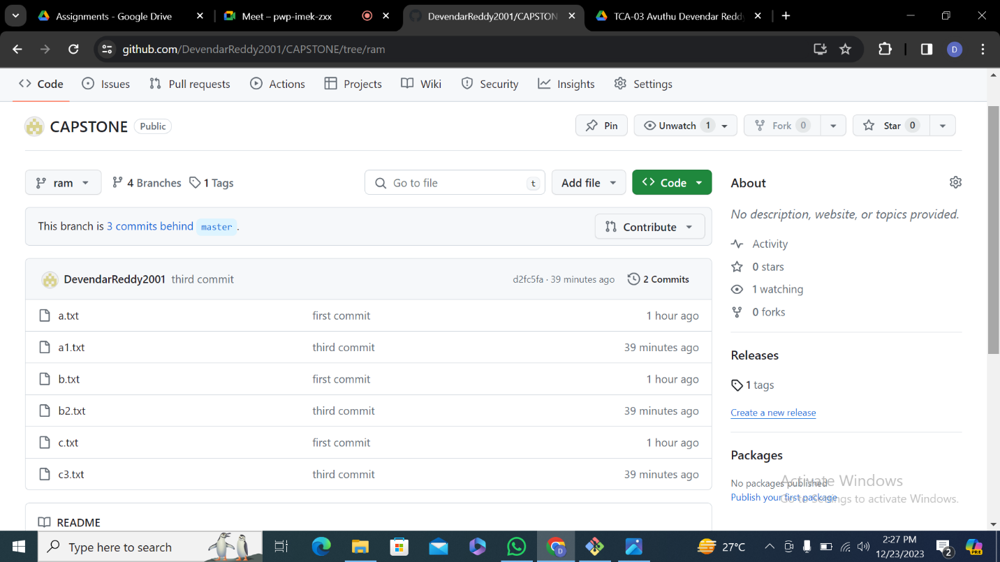 Assignments - Google Drive
Meet – pwp-imek-zxx
DevendarReddy2001/CAPSTON
TCA-03 Avuthu Devendar Redd
github.com/DevendarReddy2001/CAPSTONE/tree/ram
D
Code Issues Pull requests Actions Projects Wiki Security Insights Settings
CAPSTONE Public
Pin Unwatch 1 Fork 0 Star 0
ram 4 Branches 1 Tags Go to file t Add file Code
About
No description, website, or topics provided.
This branch is 3 commits behind master .
Contribute
Activity
0 stars
1 watching
0 forks
DevendarReddy2001 third commit d2fc5fa · 39 minutes ago 2 Commits
a.txt first commit 1 hour ago
a1.txt third commit 39 minutes ago
b.txt first commit 1 hour ago
b2.txt third commit 39 minutes ago
c.txt first commit 1 hour ago
c3.txt third commit 39 minutes ago
Releases
1 tags
Create a new release
Packages
No packages published
Publish your first package
Activate Windows
Go to Settings to activate Windows.
README
Type here to search
D
27°C
2:27 PM
12/23/2023
2
PRE